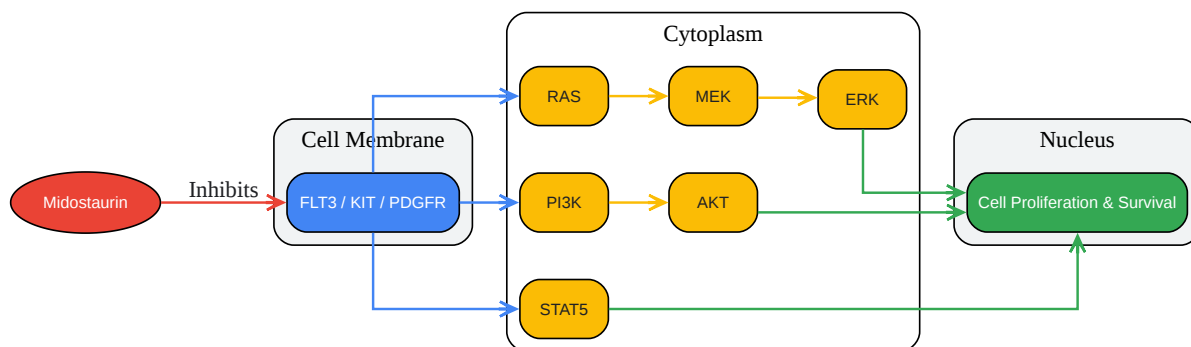 Cytoplasm
RAS
MEK
ERK
Cell Membrane
Nucleus
Inhibits
Midostaurin
FLT3 / KIT / PDGFR
PI3K
AKT
Cell Proliferation & Survival
STAT5